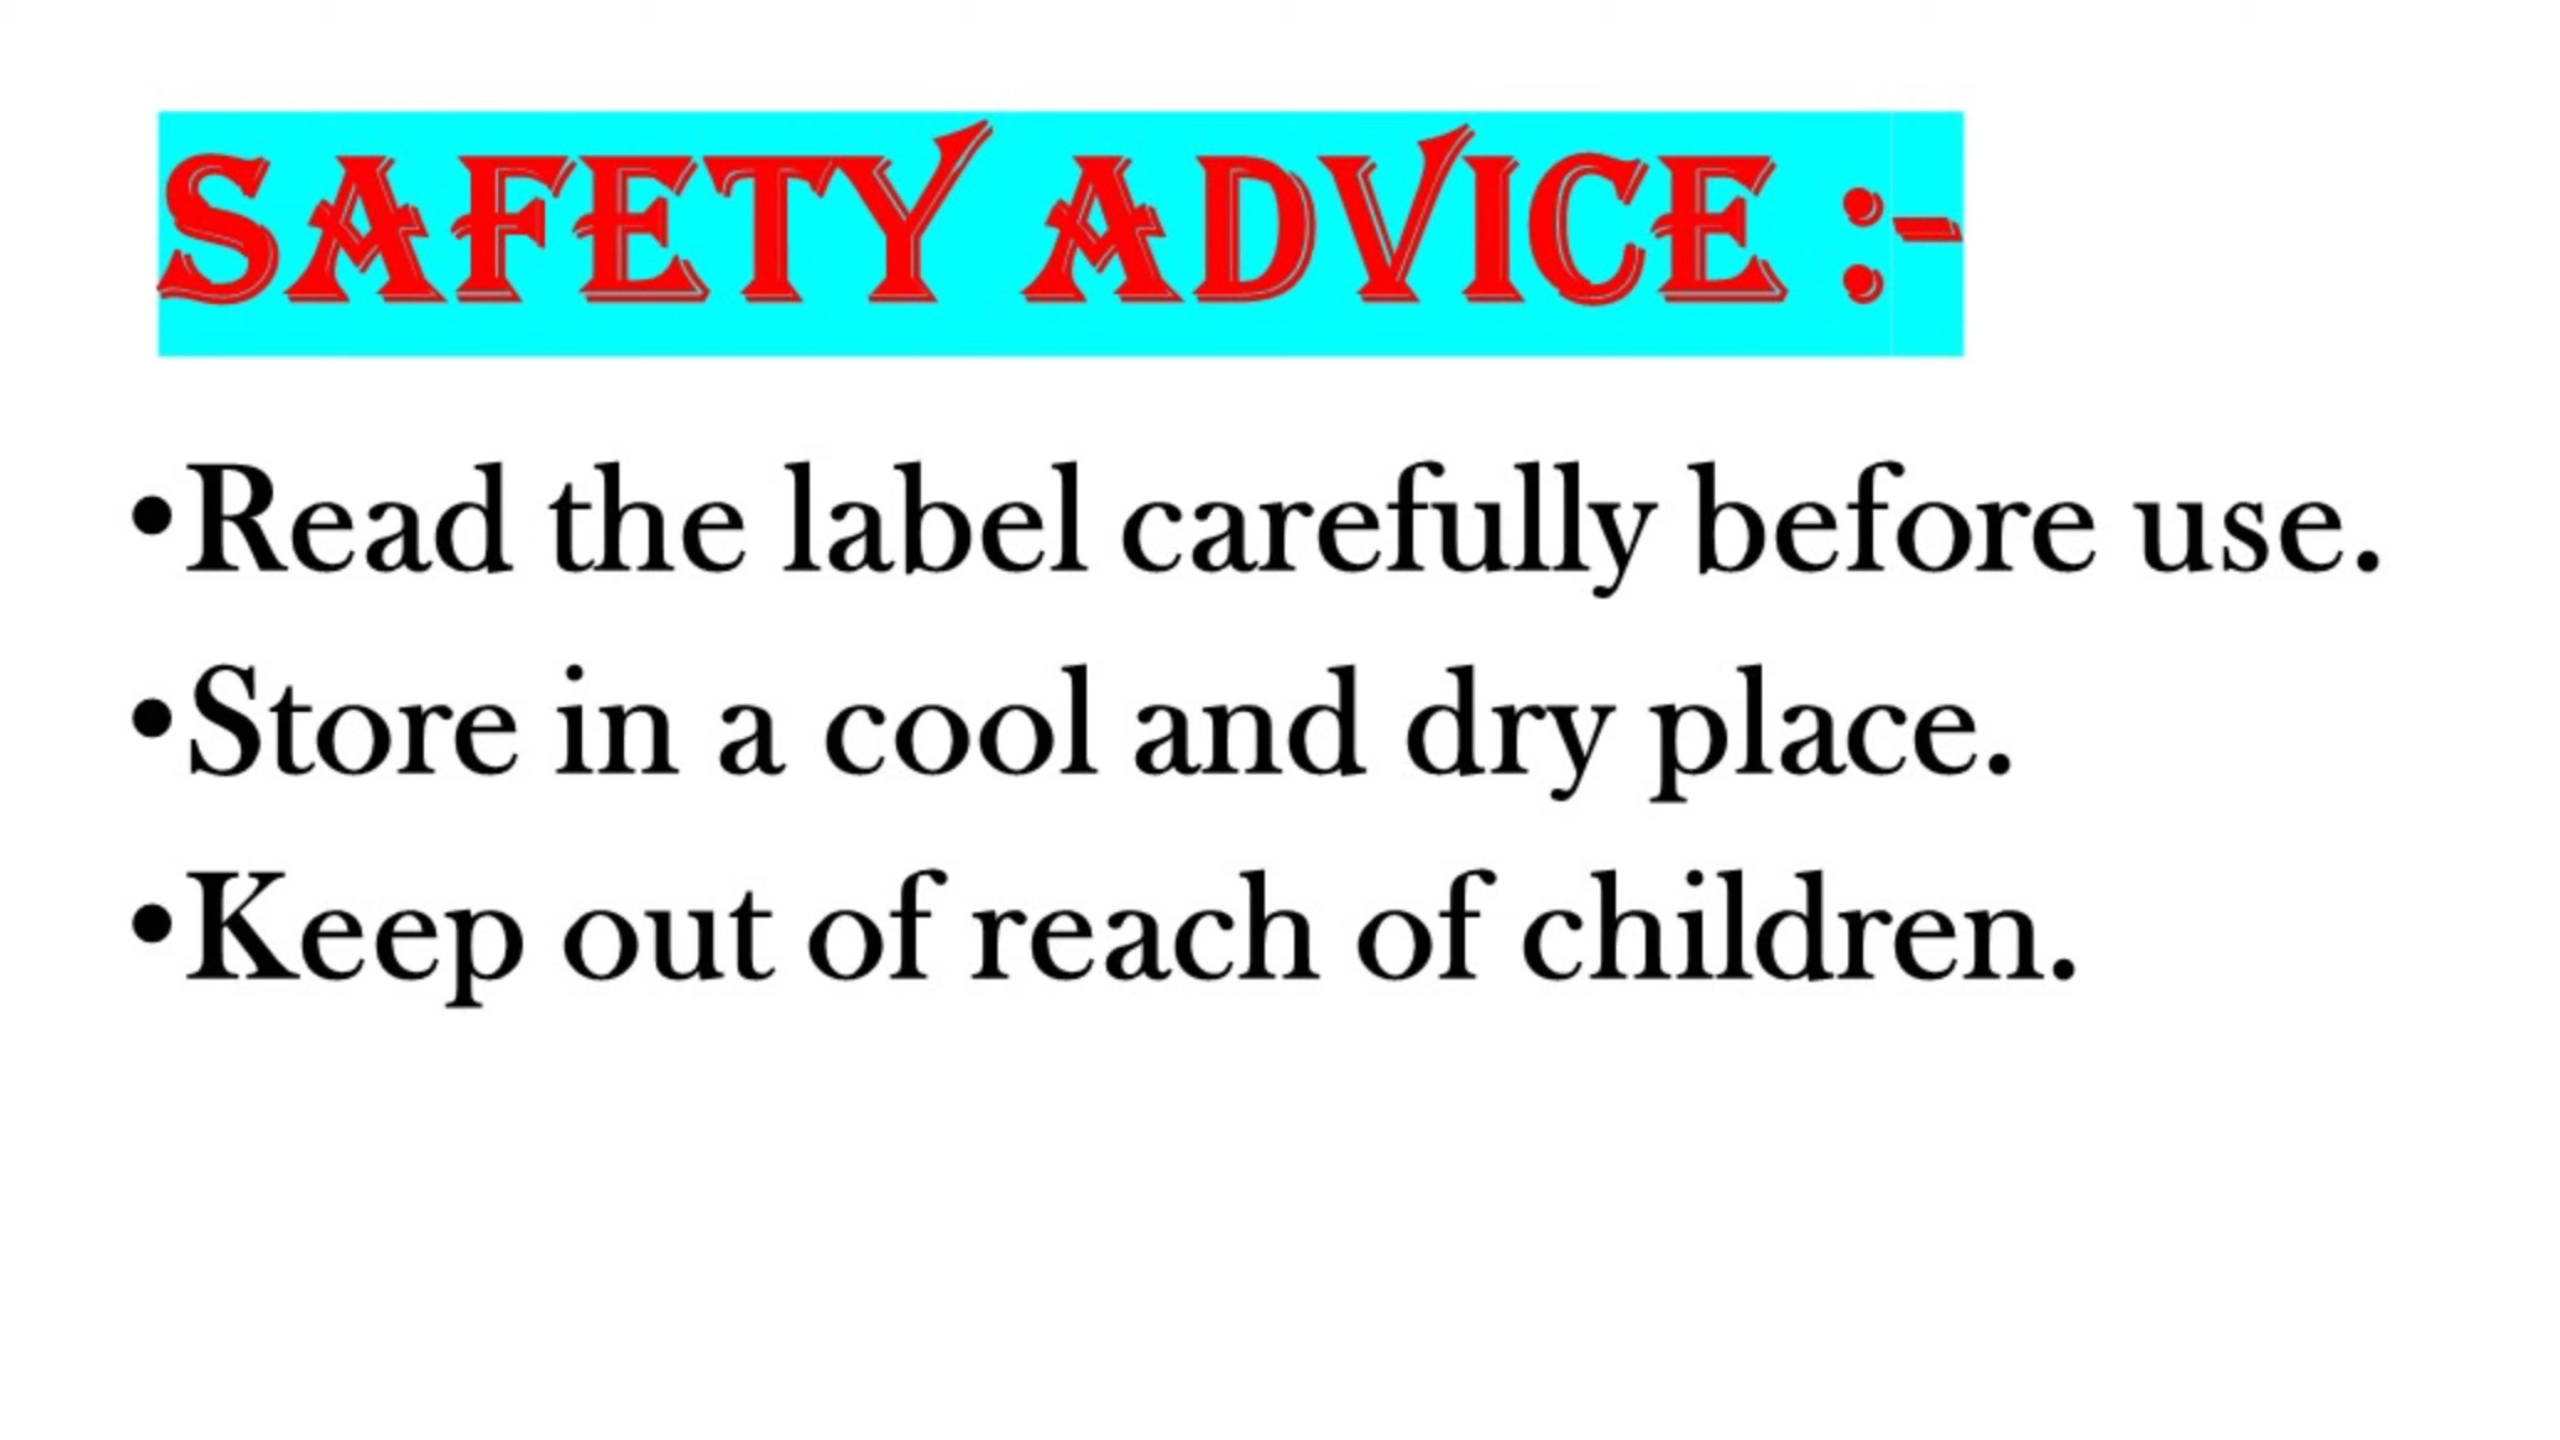 SAFETY ADVICE :-
•Read the label carefully before use.
•Store in a cool and dry place.
•Keep out of reach of children.